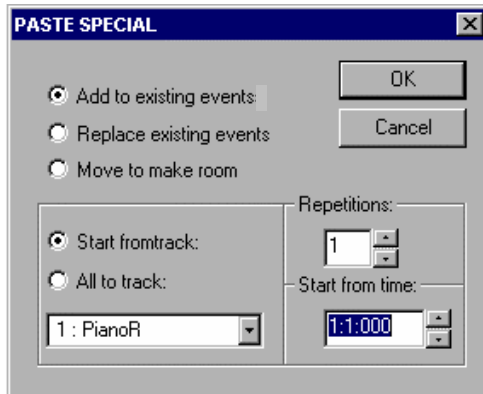 PASTE SPECIAL
Add to existing events
OK
Replace existing events
Cancel
Move to make room
Repetitions:
Start fromtrack:
1
All to track:
Start from time:
1 : PianoR
1:1:000